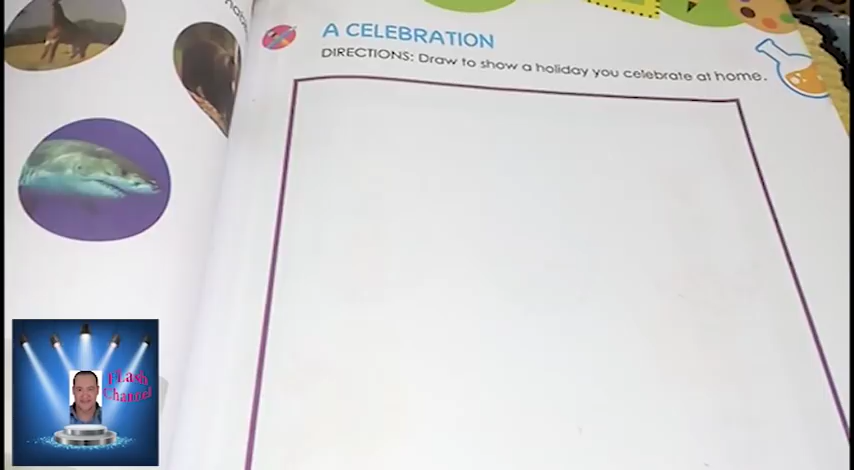 A CELEBRATION
DIRECTIONS: Draw to show a holiday you celebrate at home.
FLash
Channel